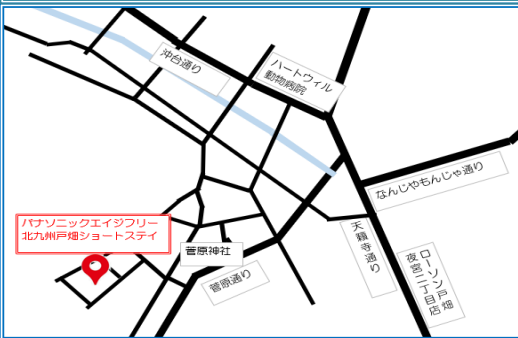 沖台通り
ハートウィル
動物病院
なんじゃもんじゃ通り
パナソニックエイジフリー
北九州戸畑ショートステイ
菅原神社
天籟寺通り
ローソン戸畑
夜宮二丁目店
菅原通り